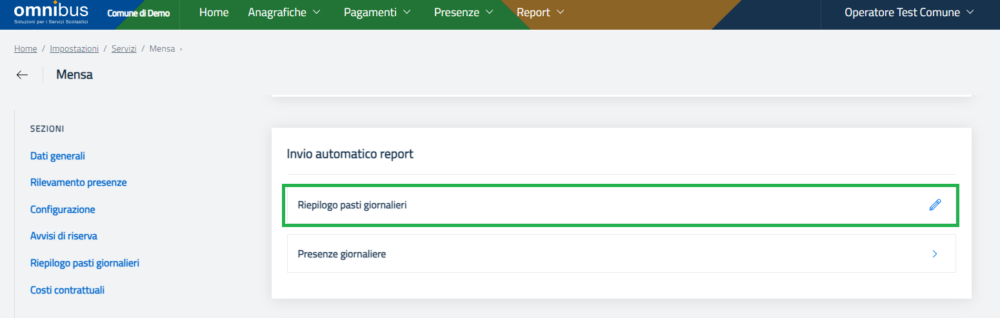 omnibus
Soluzioni per i Servizi Scolastici
Comune di Demo
Home Anagrafiche Pagamenti Presenze Report Operatore Test Comune
Home / Impostazioni / Servizi / Mensa ›
Mensa
SEZIONI
Dati generali
Rilevamento presenze
Configurazione
Avvisi di riserva
Riepilogo pasti giornalieri
Costi contrattuali
Invio automatico report
Riepilogo pasti giornalieri
Presenze giornaliere